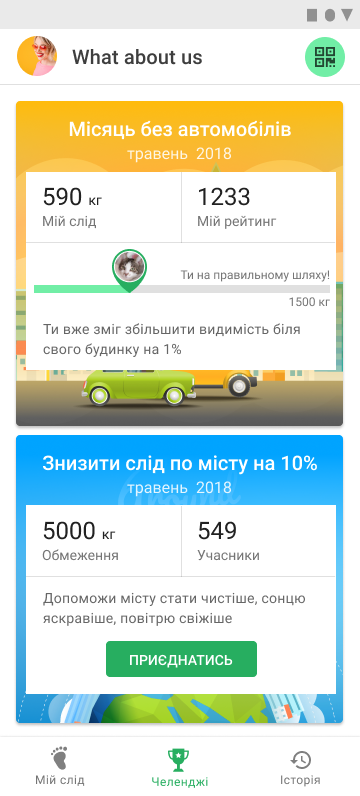 What about us
Місяць без автомобілів
травень 2018
590 кг
Мій слід
1233
Мій рейтинг
Ти на правильному шляху!
1500 кг
Ти вже зміг збільшити видимість біля
свого будинку на 1%
Знизити слід по місту на 10%
травень 2018
5000 кг
Обмеження
549
Учасники
Допоможи місту стати чистіше, сонцю
яскравіше, повітрю свіжіше
ПРИЄДНАТИСЬ
Мій слід
Челенджі
Історія